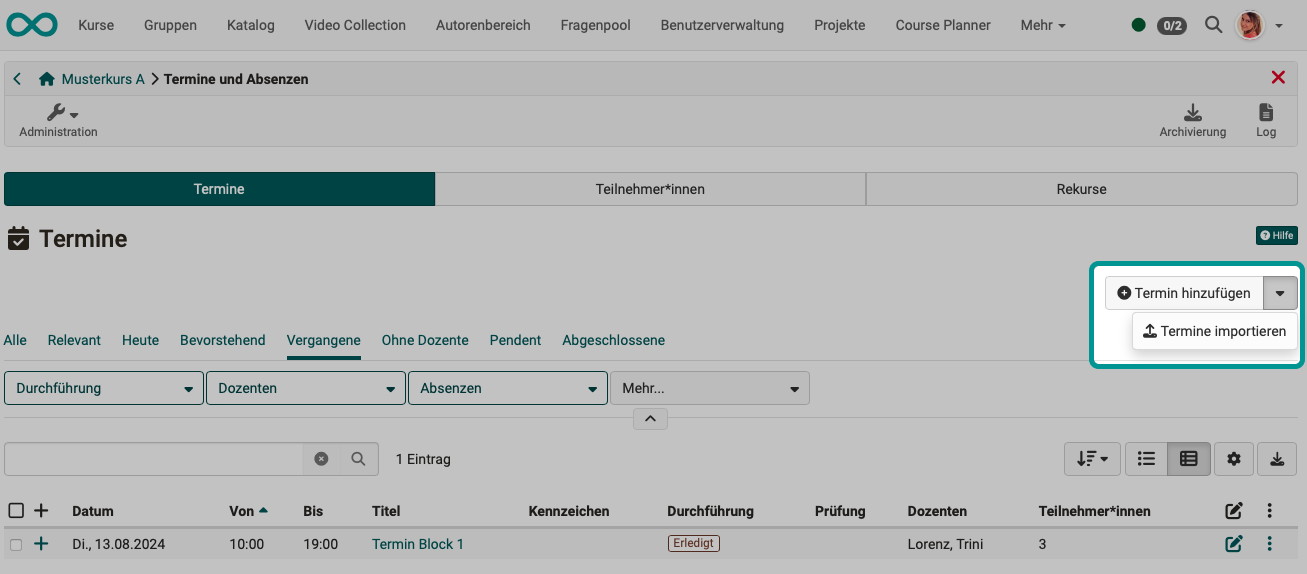 Kurse Gruppen Katalog Video Collection Autorenbereich Fragenpool Benutzerverwaltung Projekte Course Planner Mehr 0/2
Musterkurs A Termine und Absenzen
Administration Archivierung Log
Termine Teilnehmer*innen Rekurse
Termine Hilfe
Termin hinzufügen
Termine importieren
Alle Relevant Heute Bevorstehend Vergangene Ohne Dozente Pendent Abgeschlossene
Durchführung Dozenten Absenzen Mehr...
1 Eintrag
Datum Von Bis Titel Kennzeichen Durchführung Prüfung Dozenten Teilnehmer*innen
Di., 13.08.2024 10:00 19:00 Termin Block 1 Erledigt Lorenz, Trini 3